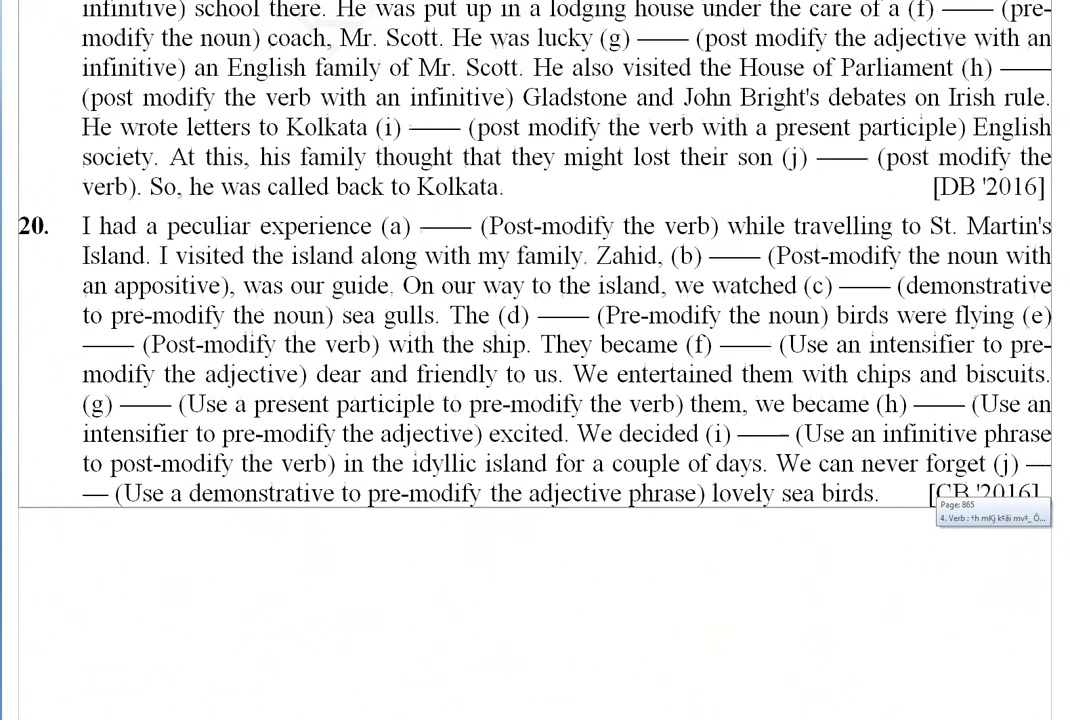 infinitive) school there. He was put up in a lodging house under the care of a (f) —— (pre-
modify the noun) coach, Mr. Scott. He was lucky (g) —— (post modify the adjective with an
infinitive) an English family of Mr. Scott. He also visited the House of Parliament (h) ——
(post modify the verb with an infinitive) Gladstone and John Bright's debates on Irish rule.
He wrote letters to Kolkata (i) —— (post modify the verb with a present participle) English
society. At this, his family thought that they might lost their son (j) —— (post modify the
verb). So, he was called back to Kolkata. [DB '2016]
20. I had a peculiar experience (a) —— (Post-modify the verb) while travelling to St. Martin's
Island. I visited the island along with my family. Zahid, (b) —— (Post-modify the noun with
an appositive), was our guide. On our way to the island, we watched (c) —— (demonstrative
to pre-modify the noun) sea gulls. The (d) —— (Pre-modify the noun) birds were flying (e)
—— (Post-modify the verb) with the ship. They became (f) —— (Use an intensifier to pre-
modify the adjective) dear and friendly to us. We entertained them with chips and biscuits.
(g) —— (Use a present participle to pre-modify the verb) them, we became (h) —— (Use an
intensifier to pre-modify the adjective) excited. We decided (i) —— (Use an infinitive phrase
to post-modify the verb) in the idyllic island for a couple of days. We can never forget (j) —
— (Use a demonstrative to pre-modify the adjective phrase) lovely sea birds. [CB '2016]
Page: 865
4. Verb :